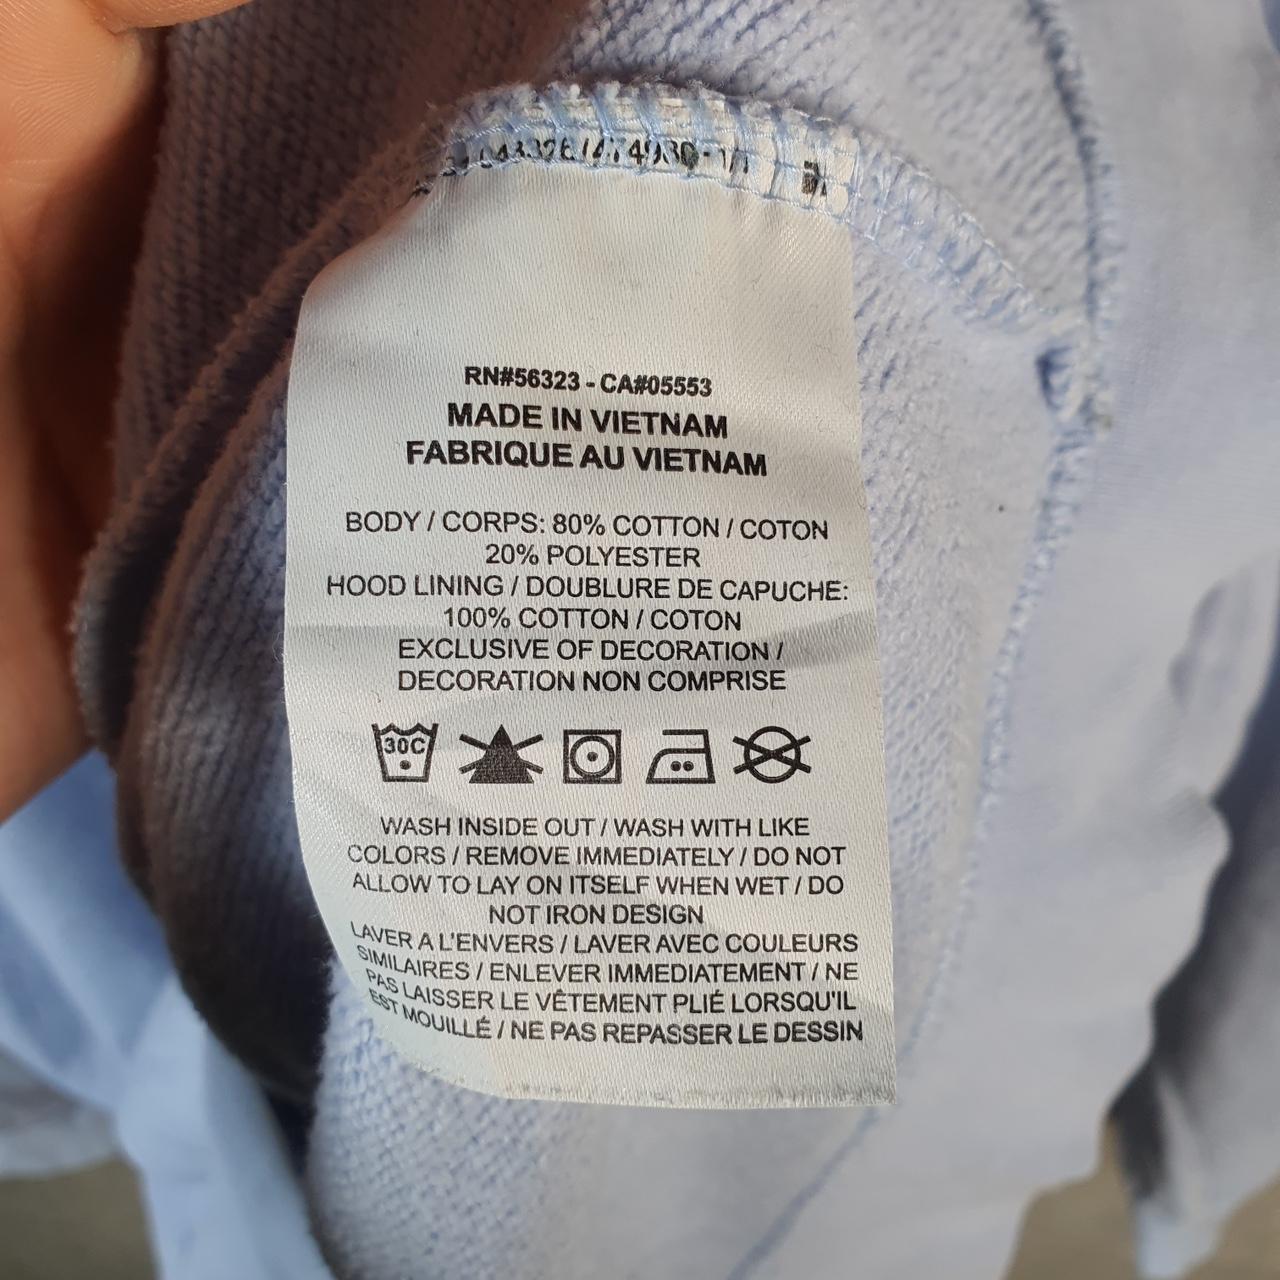 RN#56323 - CA#05553
MADE IN VIETNAM
FABRIQUE AU VIETNAM
BODY / CORPS: 80% COTTON / COTON
20% POLYESTER
HOOD LINING / DOUBLURE DE CAPUCHE:
100% COTTON / COTON
EXCLUSIVE OF DECORATION /
DECORATION NON COMPRISE
30C
WASH INSIDE OUT / WASH WITH LIKE
COLORS / REMOVE IMMEDIATELY / DO NOT
ALLOW TO LAY ON ITSELF WHEN WET / DO
NOT IRON DESIGN
LAVER A L'ENVERS / LAVER AVEC COULEURS
SIMILAIRES / ENLEVER IMMEDIATEMENT / NE
PAS LAISSER LE VÊTEMENT PLIÉ LORSQU'IL
EST MOUILLÉ / NE PAS REPASSER LE DESSIN